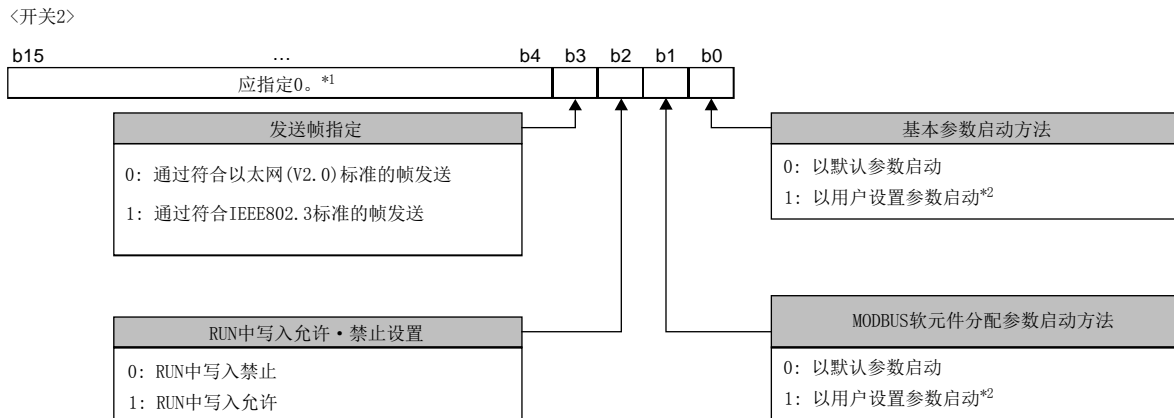 <开关2>
b15 … b4 b3 b2 b1 b0
应指定0。*1
发送帧指定
0: 通过符合以太网(V2.0)标准的帧发送
1: 通过符合IEEE802.3标准的帧发送
基本参数启动方法
0: 以默认参数启动
1: 以用户设置参数启动*2
RUN中写入允许·禁止设置
0: RUN中写入禁止
1: RUN中写入允许
MODBUS软元件分配参数启动方法
0: 以默认参数启动
1: 以用户设置参数启动*2